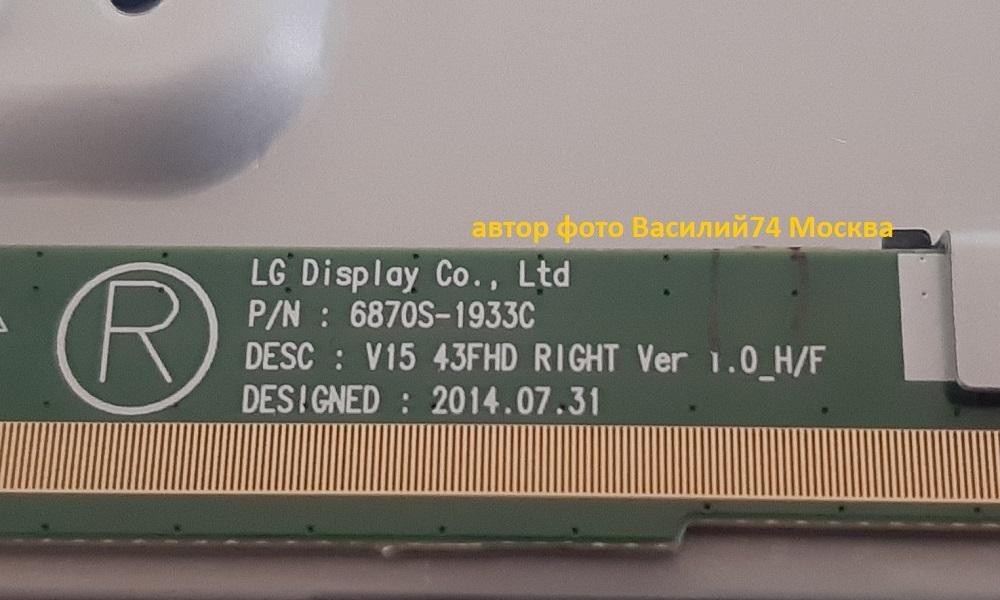 автор фото Василий74 Москва
R
LG Display Co., Ltd
P/N : 6870S-1933C
DESC : V15 43FHD RIGHT Ver 1.0_H/F
DESIGNED : 2014.07.31